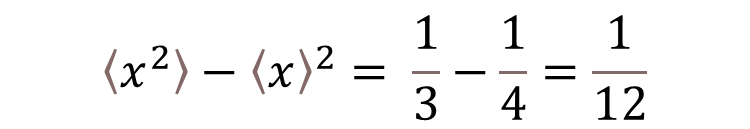 ⟨x²⟩ − ⟨x⟩² = 1/3 − 1/4 = 1/12